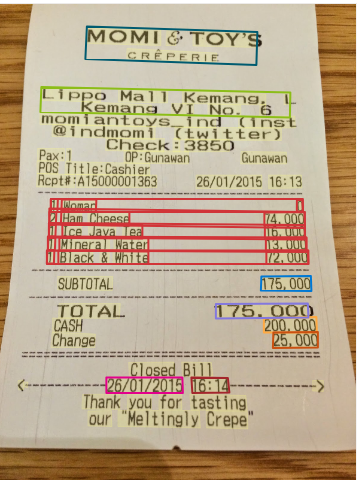 MOMI & TOY'S
CRÊPERIE
Lippo Mall Kemang, L
Kemang VI No. 6
momiantoys_ind (inst
@indmomi (twitter)
Check:3850
Pax:1 OP:Gunawan Gunawan
POS Title:Cashier
Rcpt#:A15000001363 26/01/2015 16:13
1 Woman 0
2 Ham Cheese 74,000
1 Ice Java Tea 16,000
1 Mineral Water 13,000
1 Black & White 72,000
SUBTOTAL 175,000
TOTAL 175,000
CASH 200,000
Change 25,000
Closed Bill
26/01/2015 16:14
Thank you for tasting
our "Meltingly Crepe"